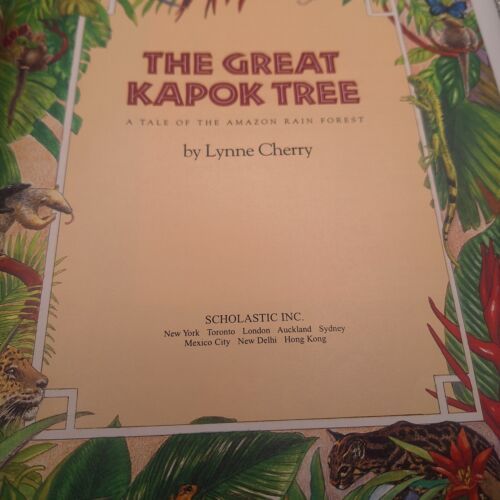 THE GREAT
KAPOK TREE
A TALE OF THE AMAZON RAIN FOREST
by Lynne Cherry
SCHOLASTIC INC.
New York Toronto London Auckland Sydney
Mexico City New Delhi Hong Kong